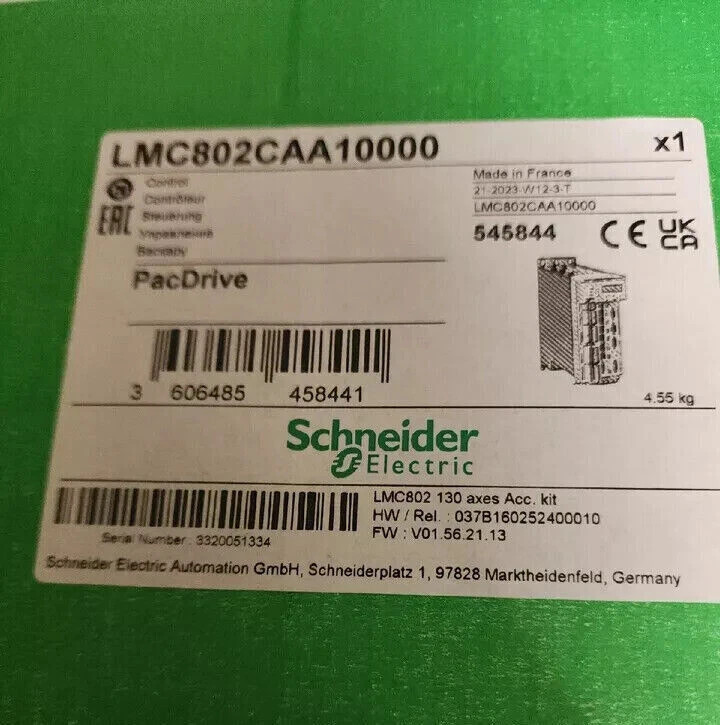 LMC802CAA10000
x1
EAC
Control
Contrôleur
Steuerung
Управление
Made in France
21-2023-W12-3-T
LMC802CAA10000
545844
CE UK CA
PacDrive
3 606485 458441
4.55 kg
Schneider
Electric
LMC802 130 axes Acc. kit
HW / Rel. : 037B160252400010
FW : V01.56.21.13
Serial Number : 3320051334
Schneider Electric Automation GmbH, Schneiderplatz 1, 97828 Marktheidenfeld, Germany